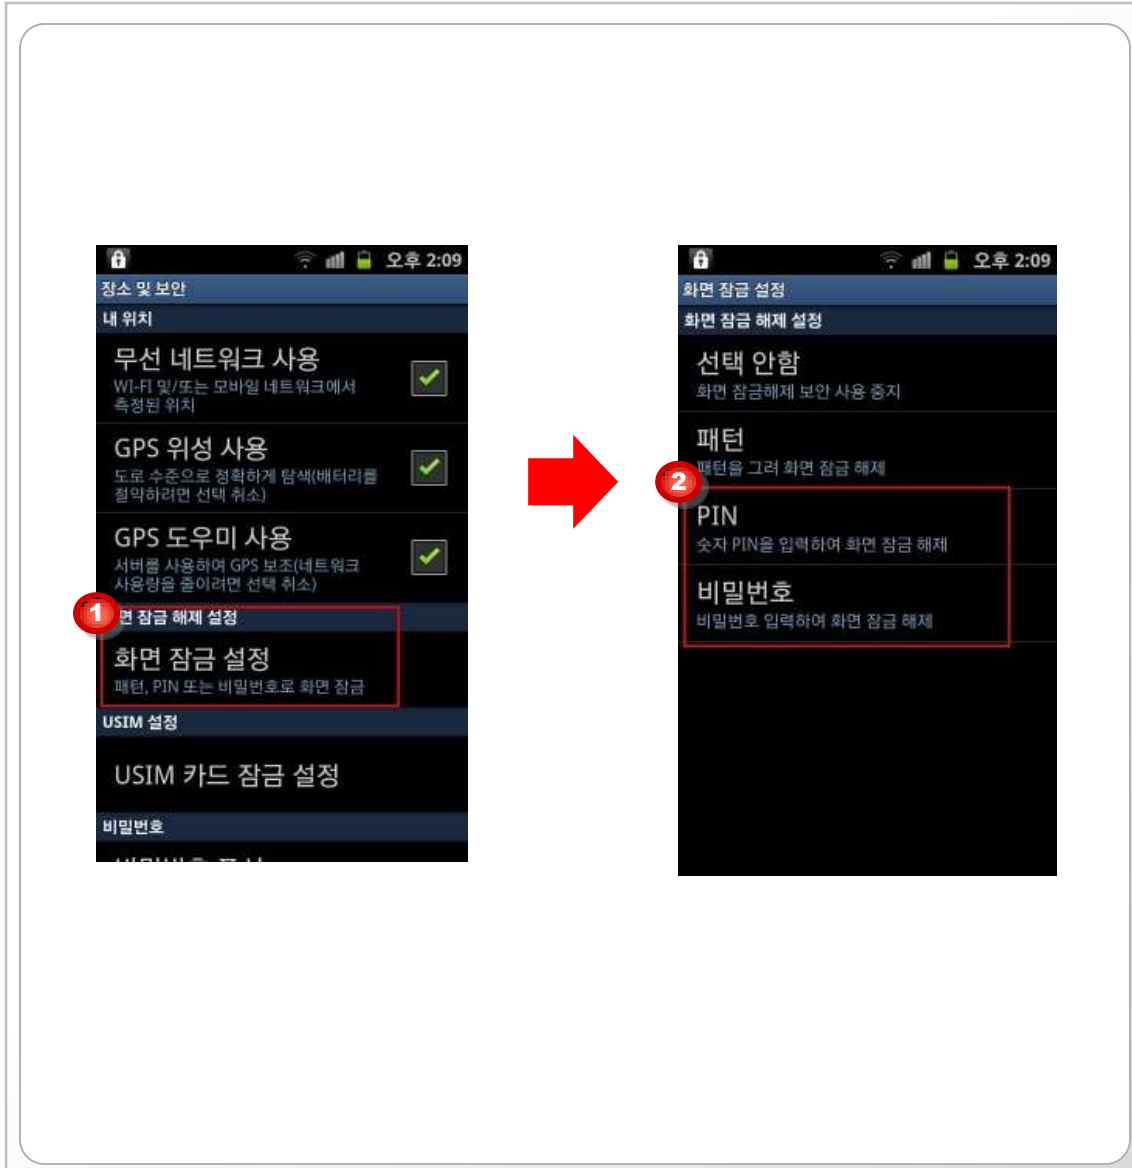 오후 2:09
장소 및 보안
내 위치
무선 네트워크 사용
WI-FI 및/또는 모바일 네트워크에서
측정된 위치
GPS 위성 사용
도로 수준으로 정확하게 탐색(배터리를
절약하려면 선택 취소)
GPS 도우미 사용
서버를 사용하여 GPS 보조(네트워크
사용량을 줄이려면 선택 취소)
1
면 잠금 해제 설정
화면 잠금 설정
패턴, PIN 또는 비밀번호로 화면 잠금
USIM 설정
USIM 카드 잠금 설정
비밀번호
오후 2:09
화면 잠금 설정
화면 잠금 해제 설정
선택 안함
화면 잠금해제 보안 사용 중지
패턴
패턴을 그려 화면 잠금 해제
2
PIN
숫자 PIN을 입력하여 화면 잠금 해제
비밀번호
비밀번호 입력하여 화면 잠금 해제